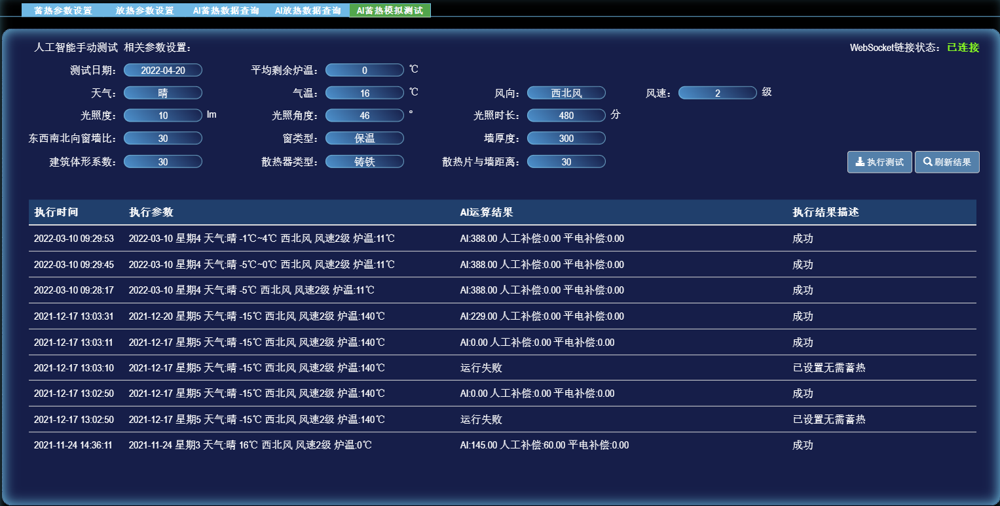 蓄热参数设置 放热参数设置 AI蓄热数据查询 AI放热数据查询 AI蓄热模拟测试
人工智能手动测试 相关参数设置： WebSocket链接状态：已连接
测试日期： 2022-04-20 平均剩余炉温： 0 ℃
天气： 晴 气温： 16 ℃ 风向： 西北风 风速： 2 级
光照度： 10 lm 光照角度： 46 ° 光照时长： 480 分
东西南北向窗墙比： 30 窗类型： 保温 墙厚度： 300
建筑体形系数： 30 散热器类型： 铸铁 散热片与墙距离： 30 执行测试 刷新结果
执行时间 执行参数 AI运算结果 执行结果描述
2022-03-10 09:29:53 2022-03-10 星期4 天气:晴 -1℃~4℃ 西北风 风速2级 炉温:11℃ AI:388.00 人工补偿:0.00 平电补偿:0.00 成功
2022-03-10 09:29:45 2022-03-10 星期4 天气:晴 -5℃~0℃ 西北风 风速2级 炉温:11℃ AI:388.00 人工补偿:0.00 平电补偿:0.00 成功
2022-03-10 09:28:17 2022-03-10 星期4 天气:晴 -5℃ 西北风 风速2级 炉温:11℃ AI:388.00 人工补偿:0.00 平电补偿:0.00 成功
2021-12-17 13:03:31 2021-12-20 星期5 天气:晴 -15℃ 西北风 风速2级 炉温:140℃ AI:229.00 人工补偿:0.00 平电补偿:0.00 成功
2021-12-17 13:03:11 2021-12-17 星期5 天气:晴 -15℃ 西北风 风速2级 炉温:140℃ AI:0.00 人工补偿:0.00 平电补偿:0.00 成功
2021-12-17 13:03:10 2021-12-17 星期5 天气:晴 -15℃ 西北风 风速2级 炉温:140℃ 运行失败 已设置无需蓄热
2021-12-17 13:02:50 2021-12-17 星期5 天气:晴 -15℃ 西北风 风速2级 炉温:140℃ AI:0.00 人工补偿:0.00 平电补偿:0.00 成功
2021-12-17 13:02:50 2021-12-17 星期5 天气:晴 -15℃ 西北风 风速2级 炉温:140℃ 运行失败 已设置无需蓄热
2021-11-24 14:36:11 2021-11-24 星期3 天气:晴 16℃ 西北风 风速2级 炉温:0℃ AI:145.00 人工补偿:60.00 平电补偿:0.00 成功